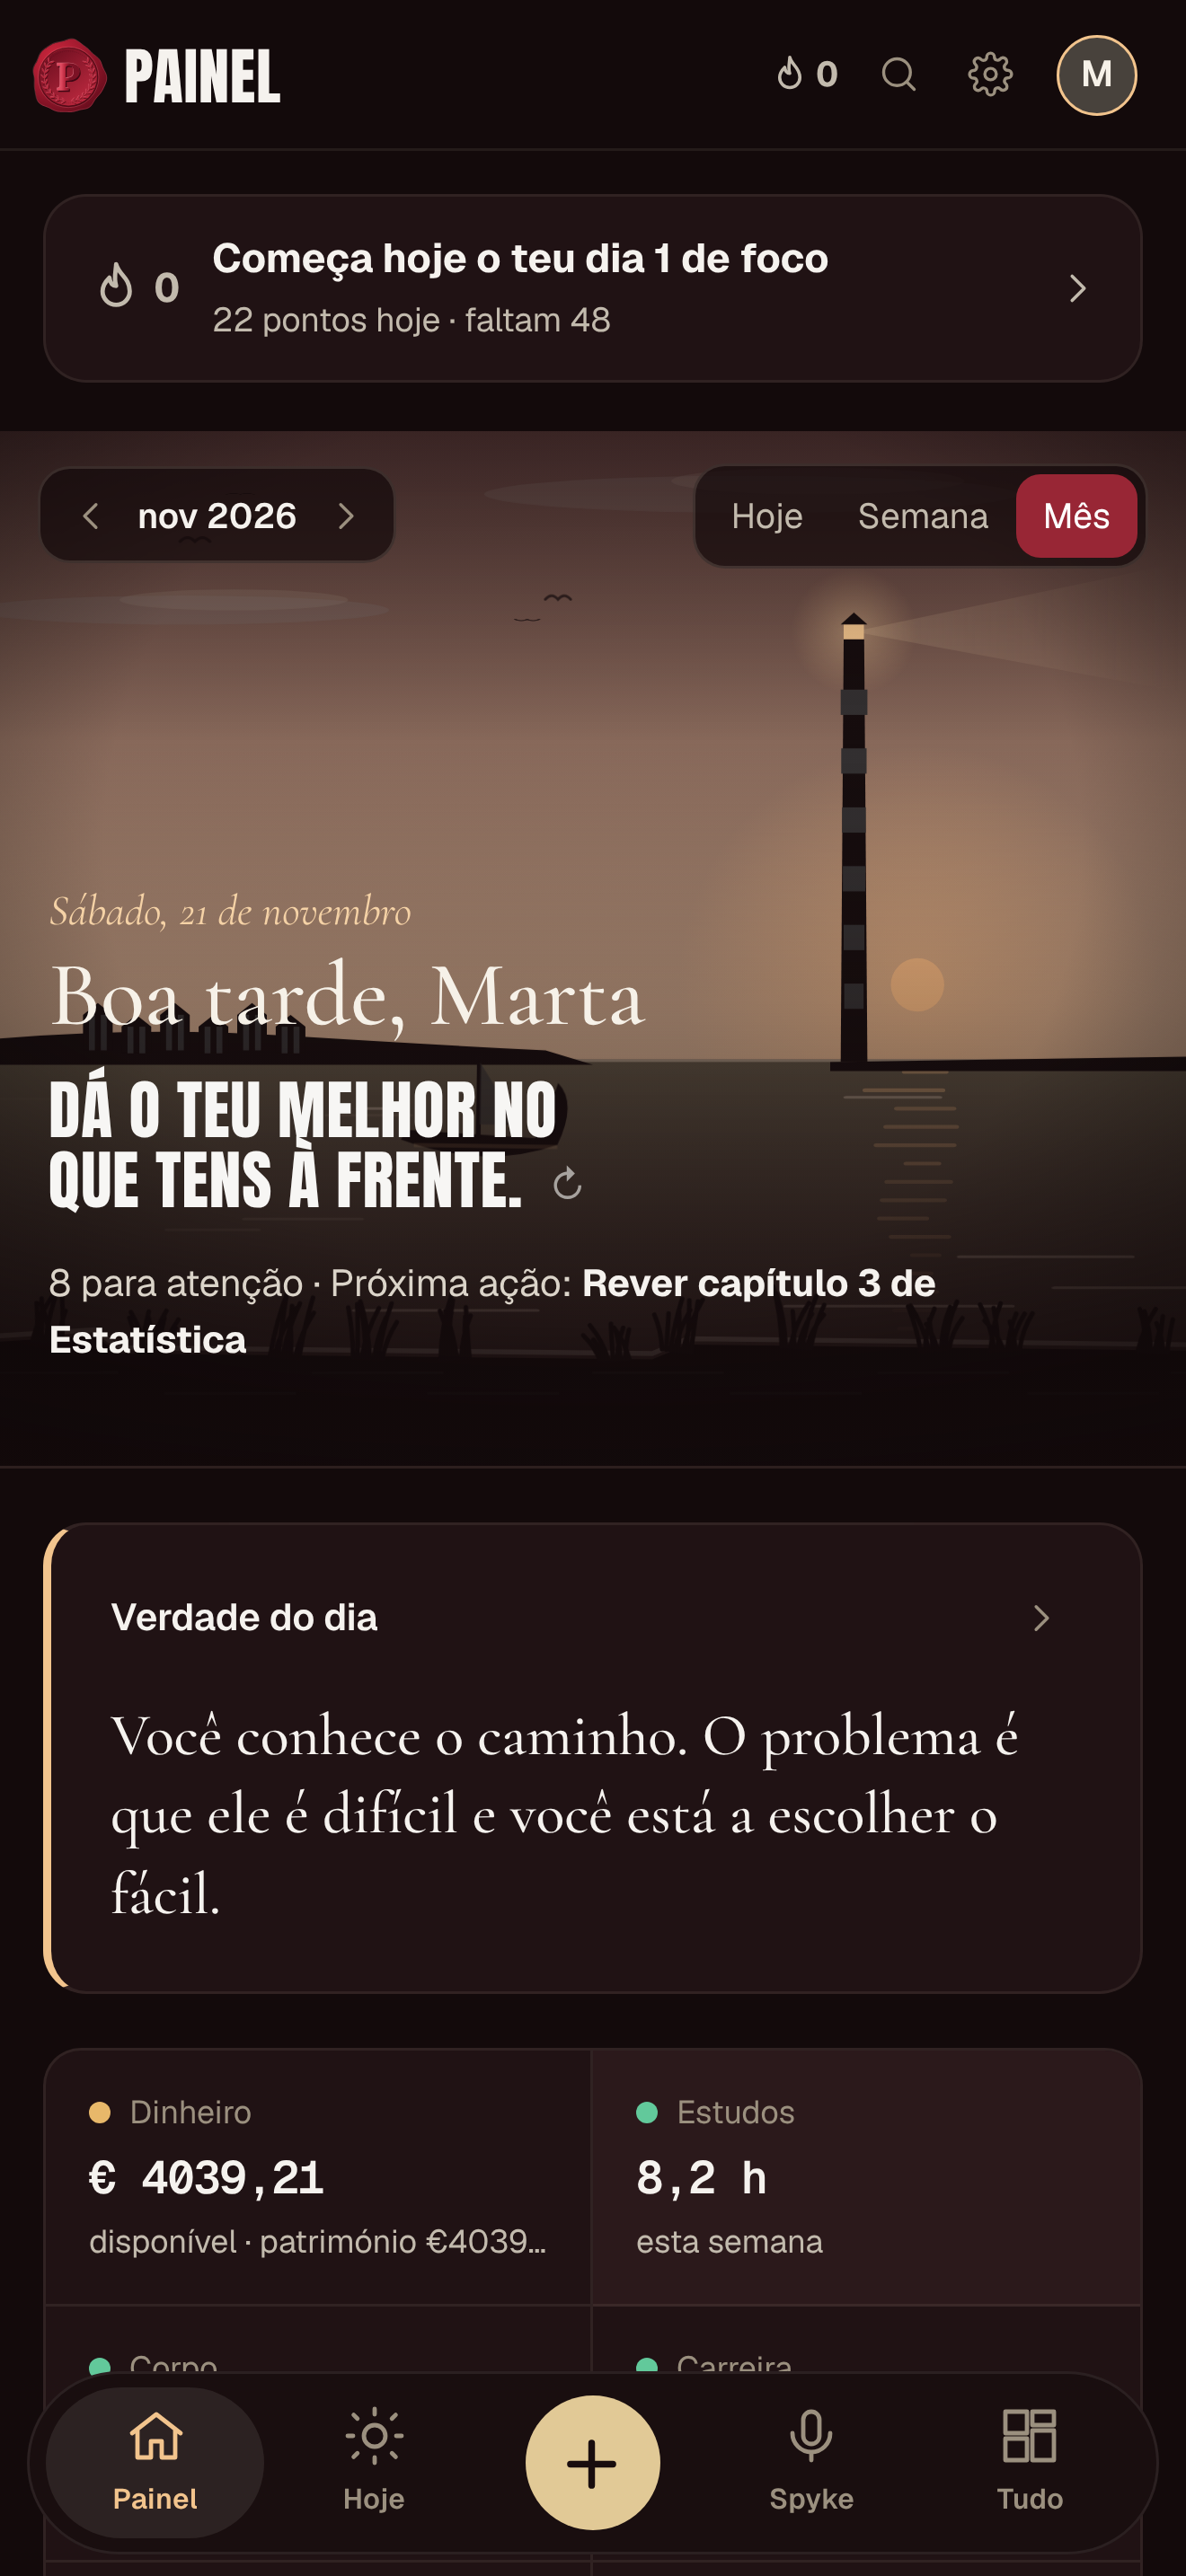 P PAINEL 0 M
0 Começa hoje o teu dia 1 de foco
22 pontos hoje · faltam 48
nov 2026 Hoje Semana Mês
Sábado, 21 de novembro
Boa tarde, Marta
DÁ O TEU MELHOR NO
QUE TENS À FRENTE.
8 para atenção · Próxima ação: Rever capítulo 3 de
Estatística
Verdade do dia
Você conhece o caminho. O problema é
que ele é difícil e você está a escolher o
fácil.
Dinheiro
€ 4039,21
disponível · património €4039…
Estudos
8,2 h
esta semana
Corpo
Carreira
Painel Hoje Spyke Tudo